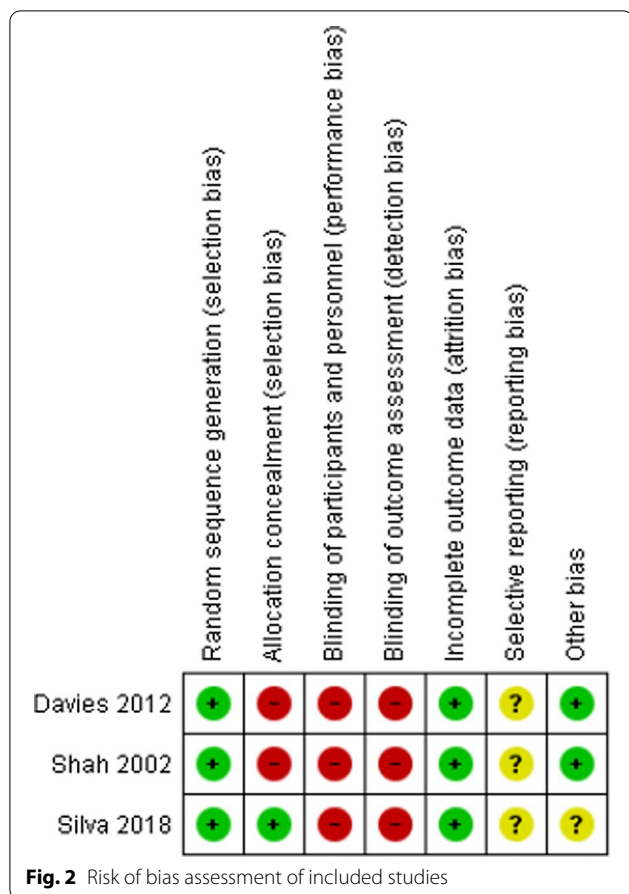 Random sequence generation (selection bias)
Allocation concealment (selection bias)
Blinding of participants and personnel (performance bias)
Blinding of outcome assessment (detection bias)
Incomplete outcome data (attrition bias)
Selective reporting (reporting bias)
Other bias
Davies 2012 + - - - + ? +
Shah 2002 + - - - + ? +
Silva 2018 + + - - + ? ?
Fig. 2 Risk of bias assessment of included studies